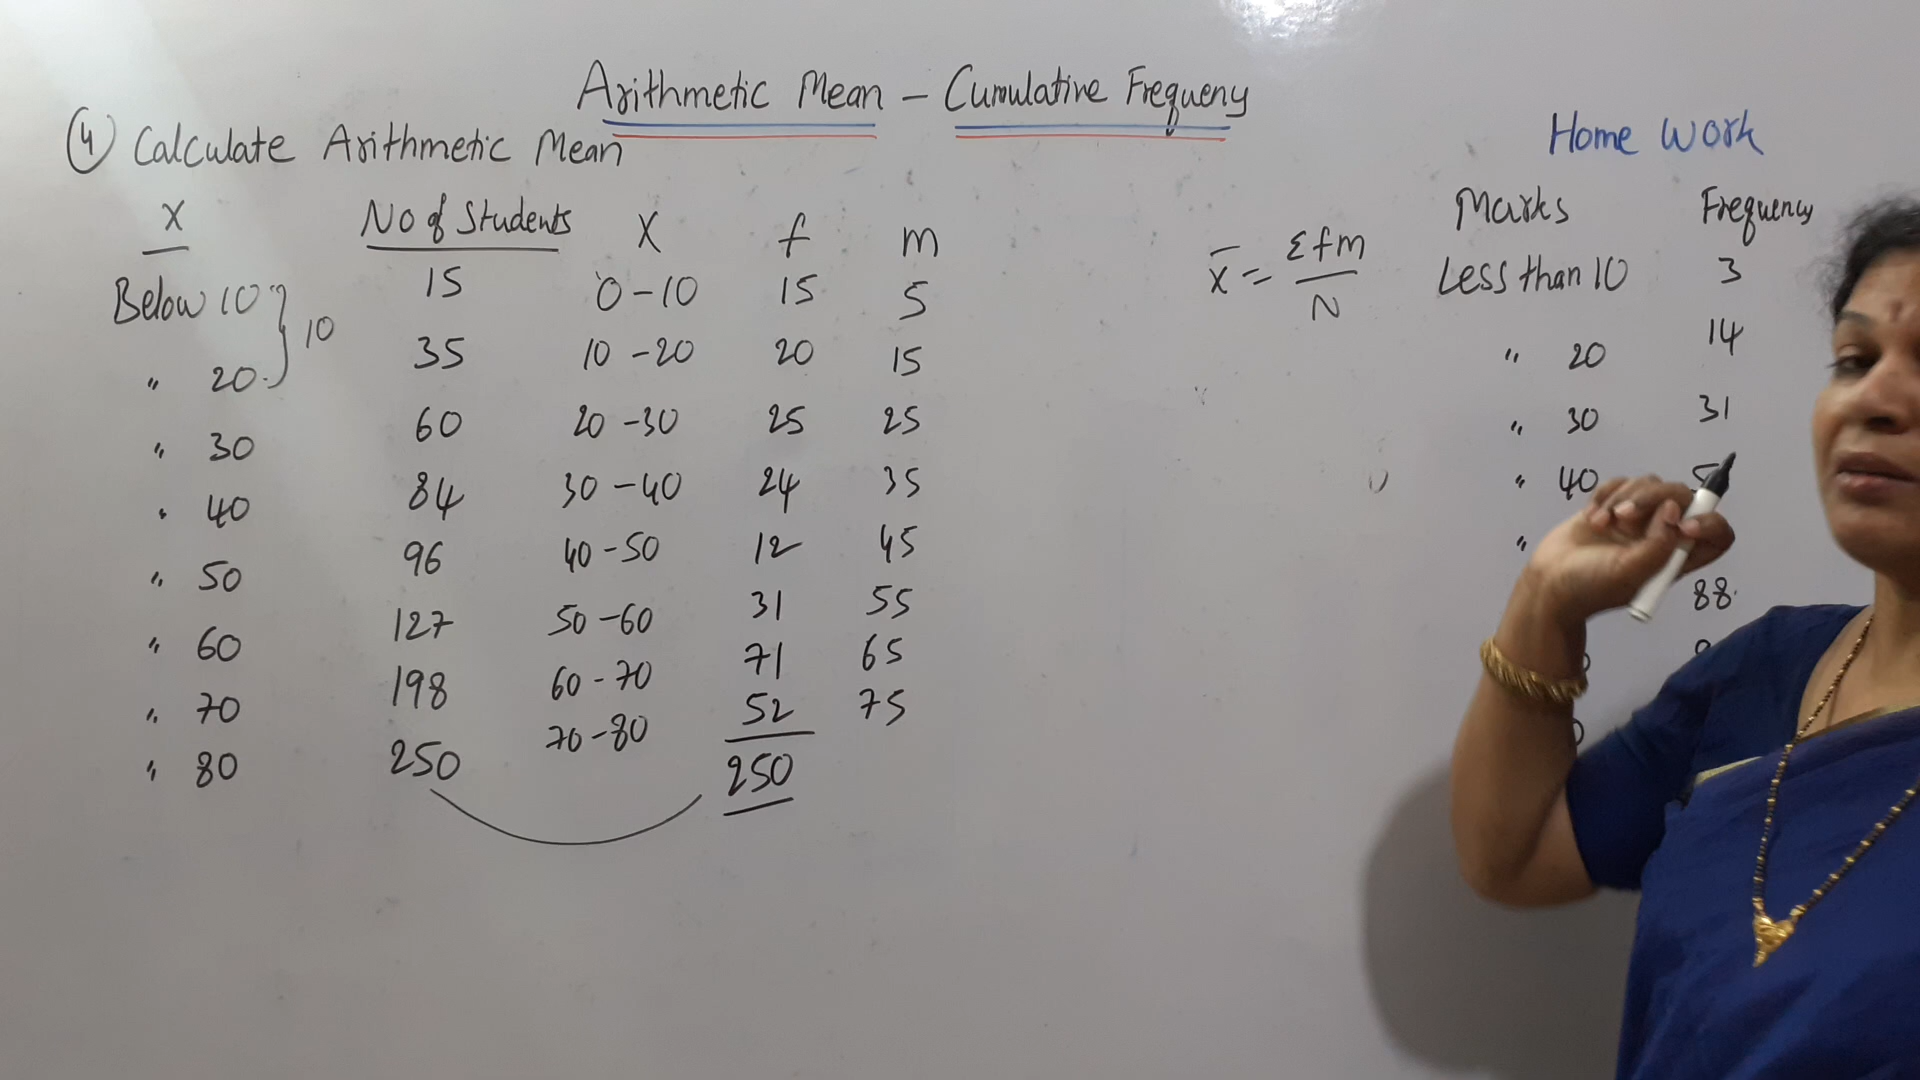 Arithmetic Mean - Cumulative Frequeny
4 Calculate Arithmetic Mean
X No of Students X f m
Below 10 } 10 15 0-10 15 5
" 20 35 10-20 20 15
" 30 60 20-30 25 25
" 40 84 30-40 24 35
" 50 96 40-50 12 45
" 60 127 50-60 31 55
" 70 198 60-70 71 65
" 80 250 70-80 52 75
250
x̄ = Σfm
N
Home Work
Marks Frequency
Less than 10 3
" 20 14
" 30 31
" 40
"
88